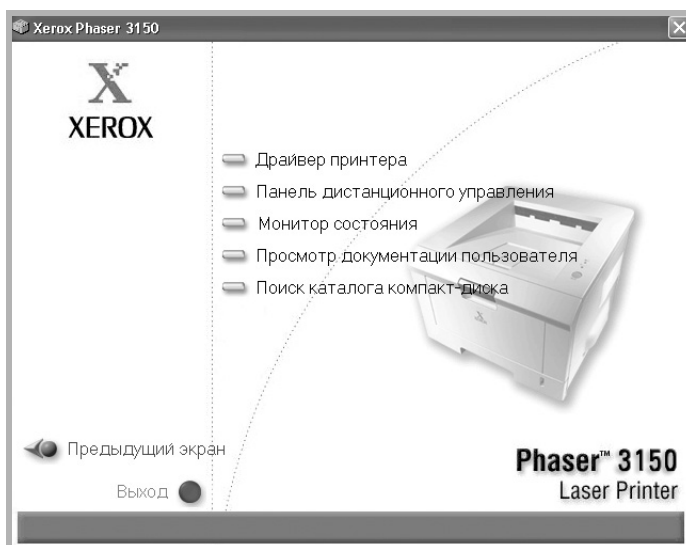 Xerox Phaser 3150
X
XEROX
Драйвер принтера
Панель дистанционного управления
Монитор состояния
Просмотр документации пользователя
Поиск каталога компакт-диска
Предыдущий экран
Выход
Phaser™ 3150
Laser Printer